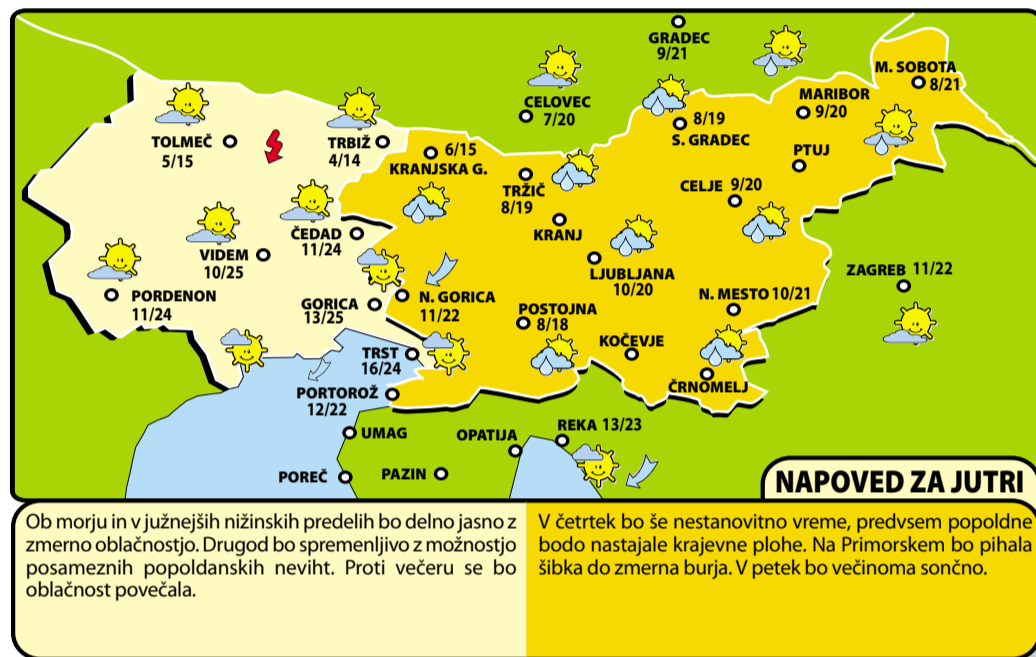 GRADEC
9/21
M. SOBOTA
8/21
CELOVEC
7/20
MARIBOR
9/20
8/19
S. GRADEC
TOLMEČ
5/15
TRBIŽ
4/14
6/15
KRANJSKA G.
TRŽIČ
8/19
PTUJ
CELJE 9/20
KRANJ
ČEDAD
11/24
VIDEM
10/25
LJUBLJANA
10/20
ZAGREB 11/22
PORDENON
11/24
GORICA
13/25
N. GORICA
11/22
POSTOJNA
8/18
N. MESTO 10/21
KOČEVJE
TRST
16/24
ČRNOMELJ
PORTOROŽ
12/22
UMAG
OPATIJA
REKA 13/23
POREČ
PAZIN
NAPOVED ZA JUTRI
Ob morju in v južnejših nižinskih predelih bo delno jasno z
zmerno oblačnostjo. Drugod bo spremenljivo z možnostjo
posameznih popoldanskih neviht. Proti večeru se bo
oblačnost povečala.
V četrtek bo še nestanovitno vreme, predvsem popoldne
bodo nastajale krajevne plohe. Na Primorskem bo pihala
šibka do zmerna burja. V petek bo večinoma sončno.